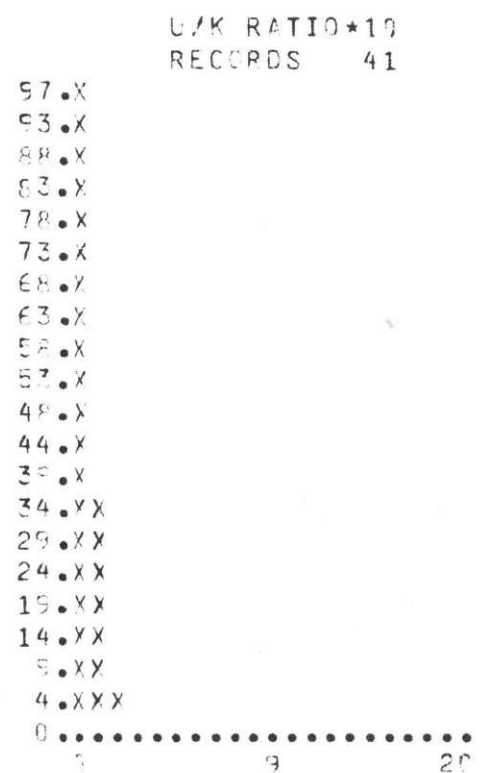 U/K RATIO*10
RECORDS 41
97.X
93.X
88.X
83.X
78.X
73.X
68.X
63.X
58.X
53.X
48.X
44.X
39.X
34.XX
29.XX
24.XX
19.XX
14.XX
9.XX
4.XXX
0......................
9 20